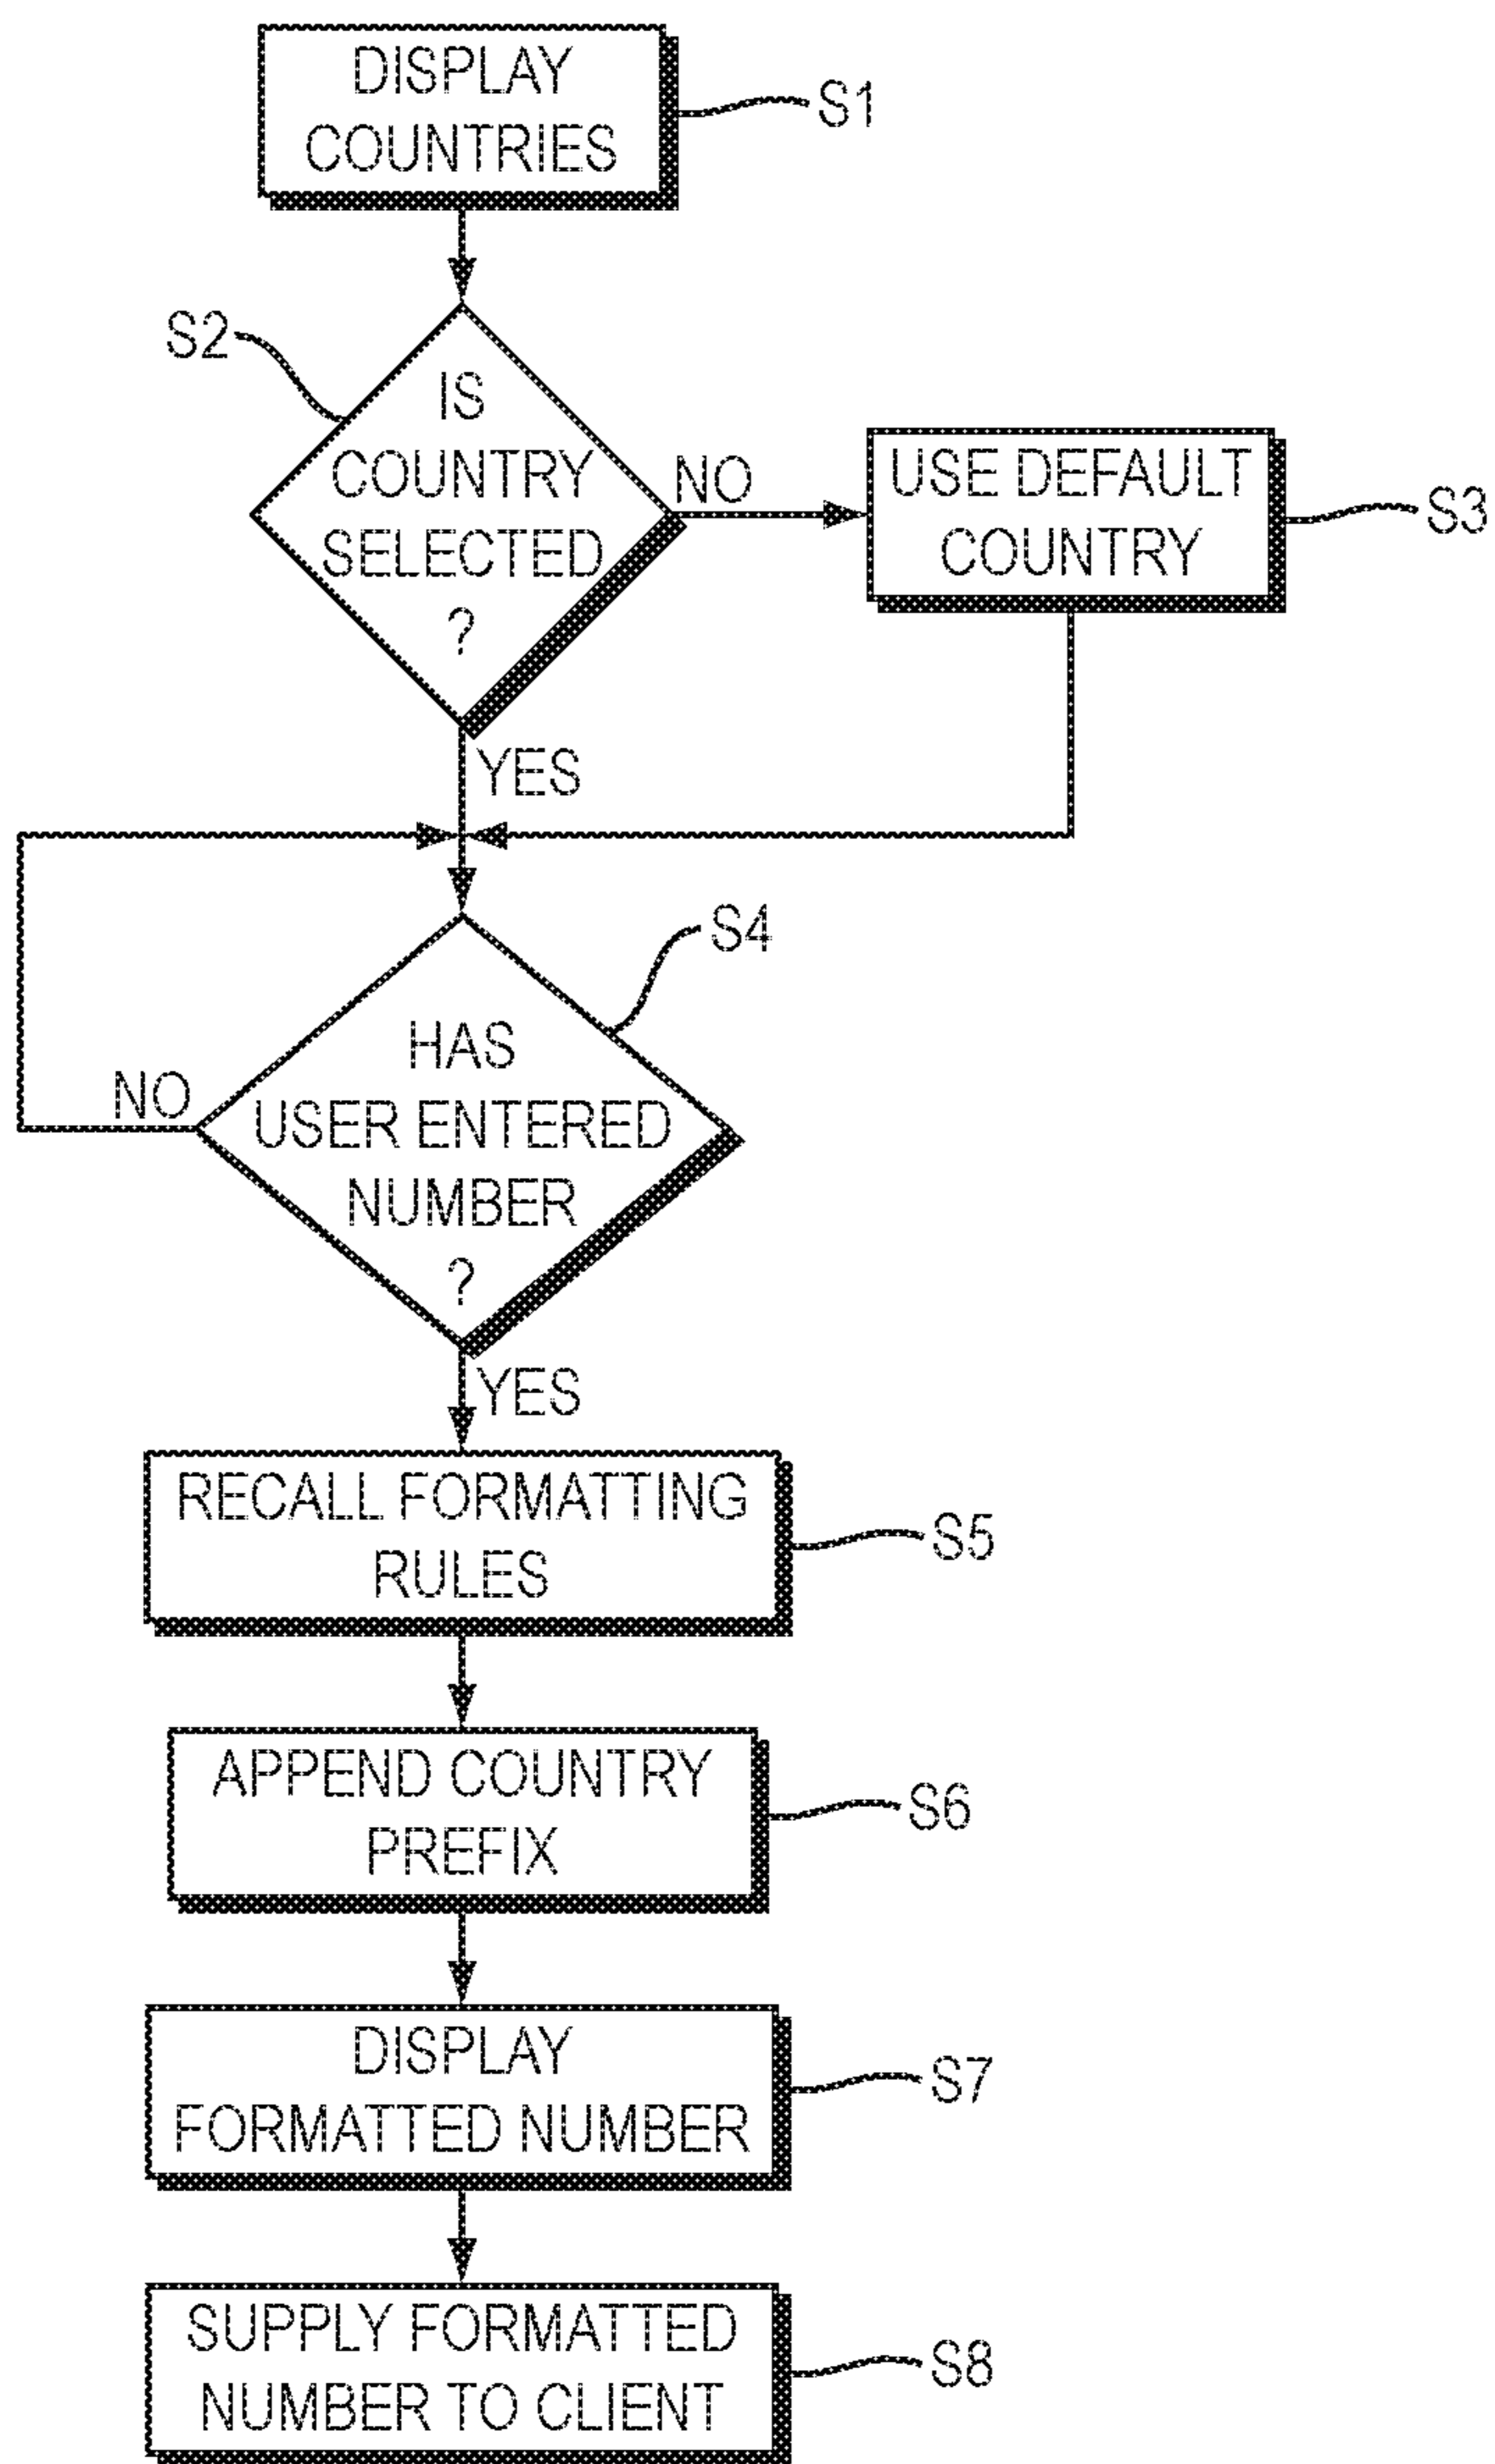 DISPLAY
COUNTRIES
S1
S2
IS
COUNTRY
SELECTED
?
NO
USE DEFAULT
COUNTRY
S3
YES
S4
HAS
USER ENTERED
NUMBER
?
NO
YES
RECALL FORMATTING
RULES
S5
APPEND COUNTRY
PREFIX
S6
DISPLAY
FORMATTED NUMBER
S7
SUPPLY FORMATTED
NUMBER TO CLIENT
S8